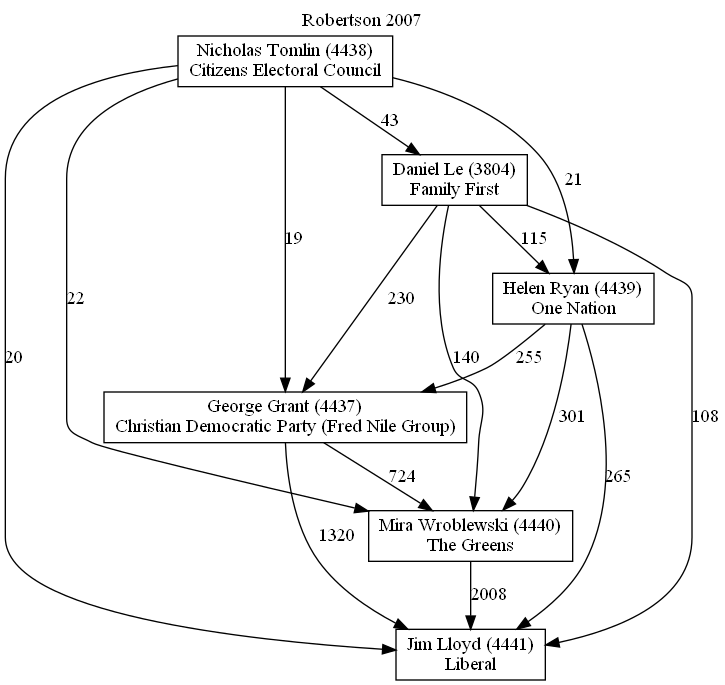 Robertson 2007
Nicholas Tomlin (4438)
Citizens Electoral Council
43
Daniel Le (3804)
Family First
21
19
115
Helen Ryan (4439)
One Nation
22
230
20
140
255
George Grant (4437)
Christian Democratic Party (Fred Nile Group)
301
108
724
265
Mira Wroblewski (4440)
The Greens
1320
2008
Jim Lloyd (4441)
Liberal